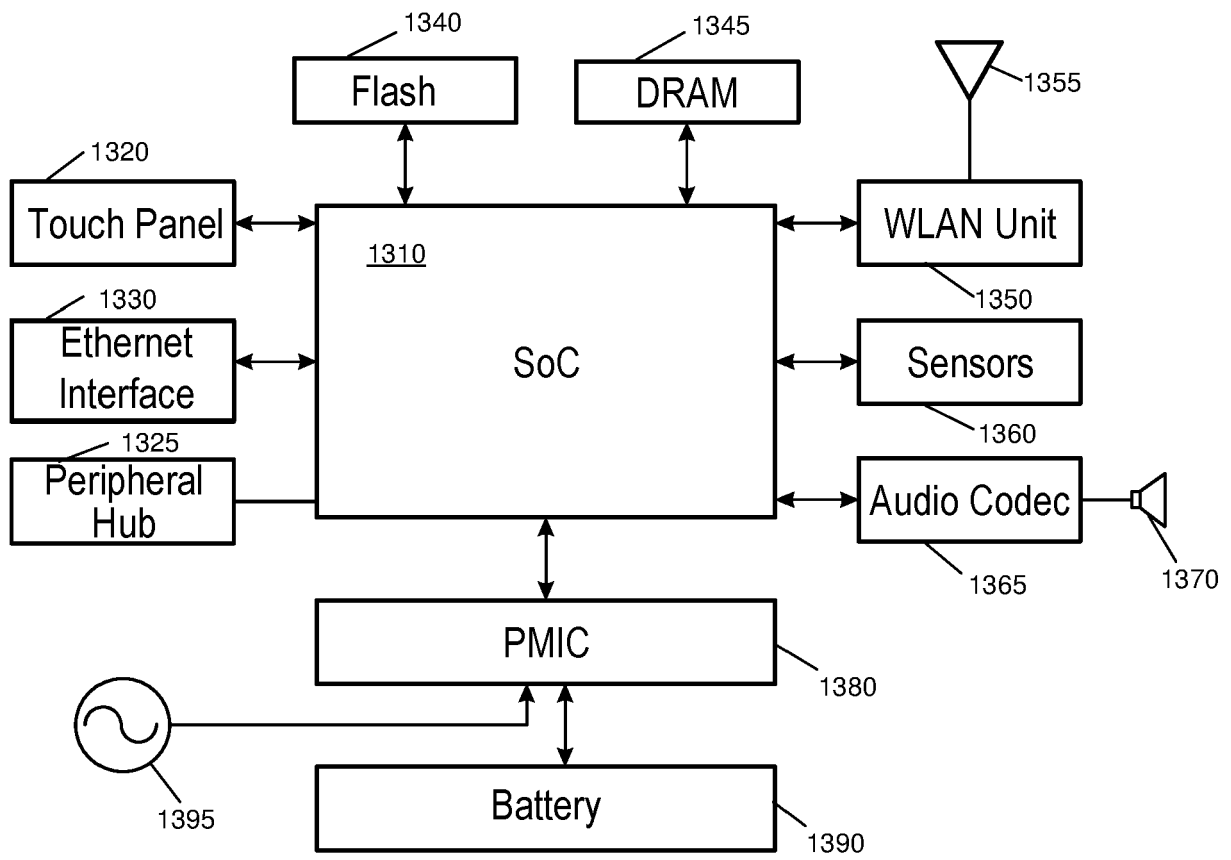 1340
1345
Flash
DRAM
1355
1320
Touch Panel
WLAN Unit
1310
1350
1330
Ethernet
Interface
SoC
Sensors
1360
1325
Peripheral
Hub
Audio Codec
1365
1370
PMIC
1380
1395
Battery
1390